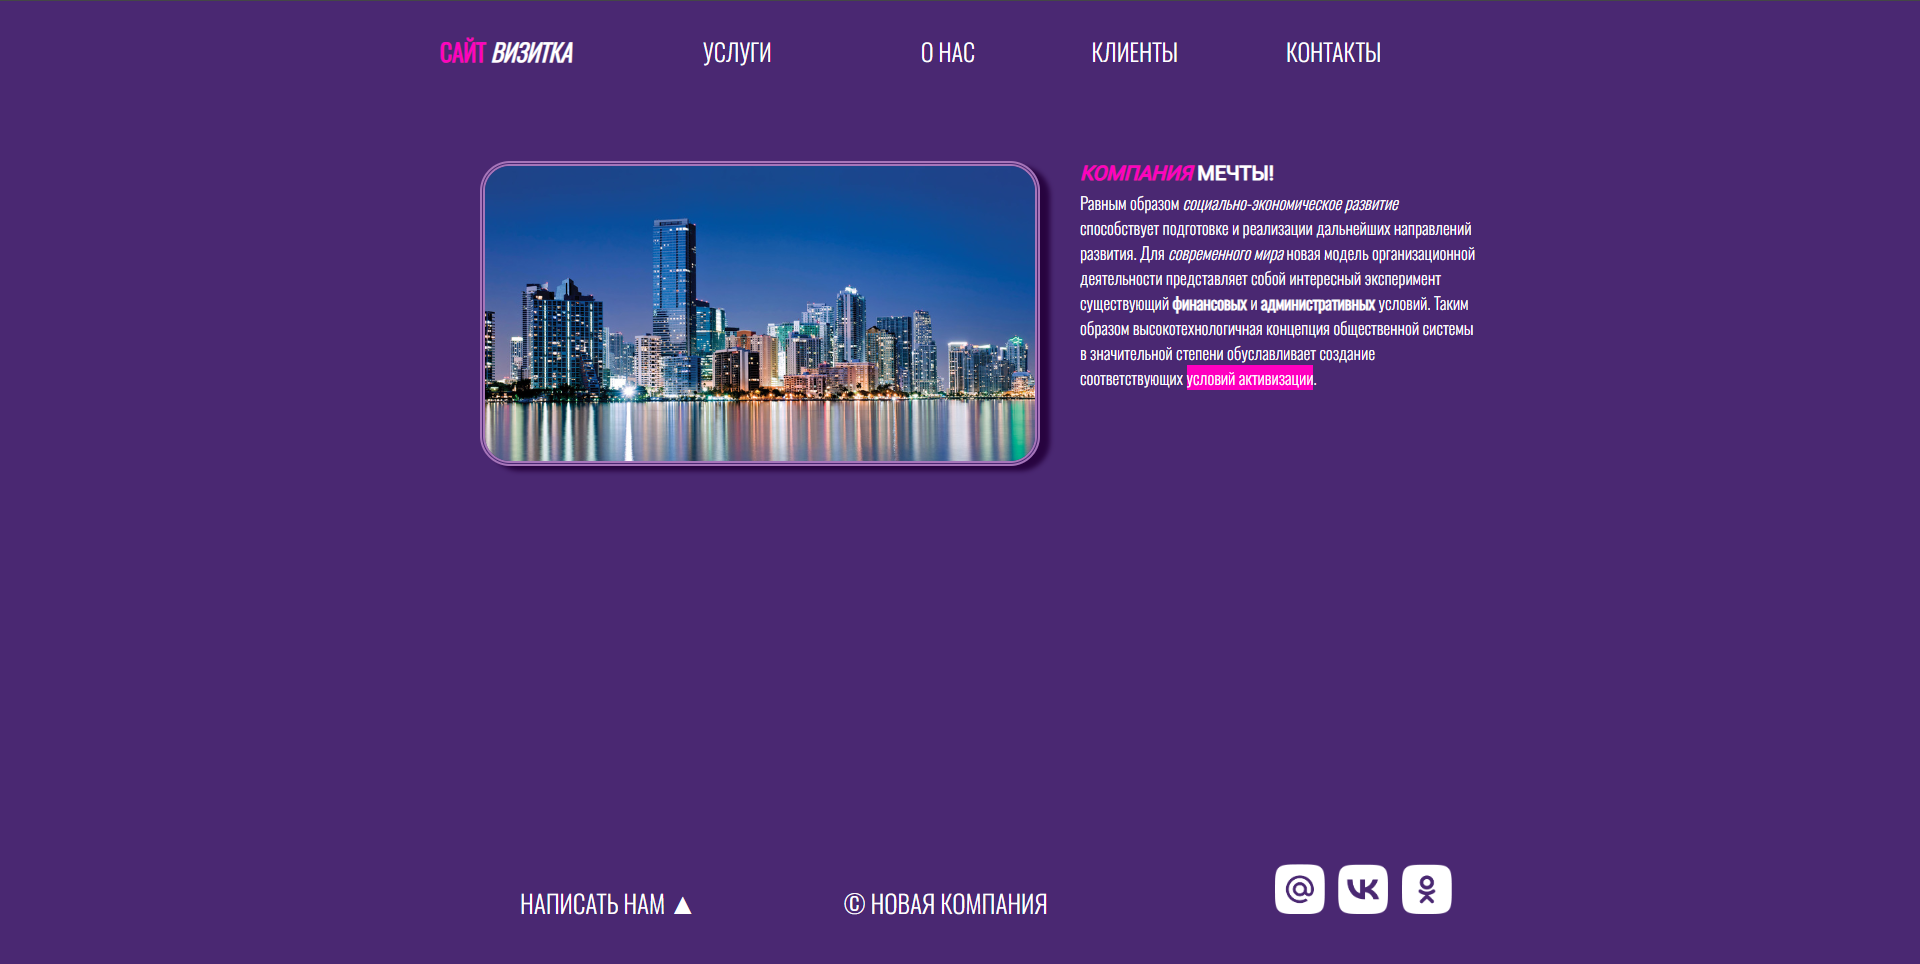 САЙТ ВИЗИТКА УСЛУГИ О НАС КЛИЕНТЫ КОНТАКТЫ
КОМПАНИЯ МЕЧТЫ!
Равным образом социально-экономическое развитие
способствует подготовке и реализации дальнейших направлений
развития. Для современного мира новая модель организационной
деятельности представляет собой интересный эксперимент
существующий финансовых и административных условий. Таким
образом высокотехнологичная концепция общественной системы
в значительной степени обуславливает создание
соответствующих условий активизации.
НАПИСАТЬ НАМ ▲ © НОВАЯ КОМПАНИЯ